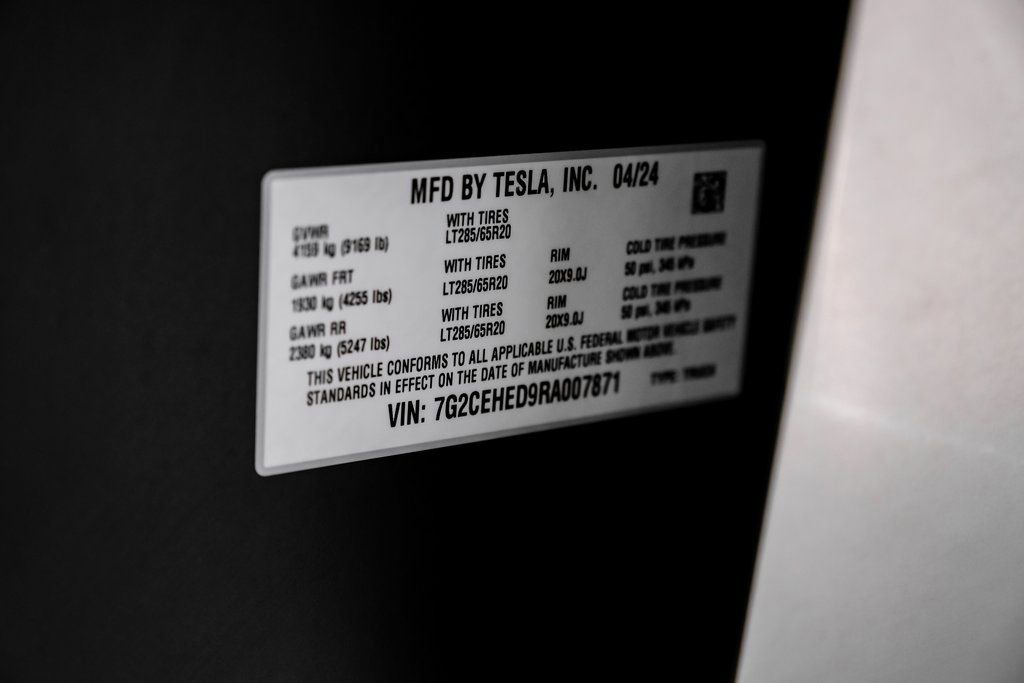 MFD BY TESLA, INC. 04/24
GVWR
4159 kg (9169 lb)
WITH TIRES
LT285/65R20
GAWR FRT
1930 kg (4255 lbs)
WITH TIRES
LT285/65R20
RIM
20X9.0J
COLD TIRE PRESSURE
50 psi, 345 kPa
GAWR RR
2380 kg (5247 lbs)
WITH TIRES
LT285/65R20
RIM
20X9.0J
COLD TIRE PRESSURE
50 psi, 345 kPa
THIS VEHICLE CONFORMS TO ALL APPLICABLE U.S. FEDERAL MOTOR VEHICLE SAFETY
STANDARDS IN EFFECT ON THE DATE OF MANUFACTURE SHOWN ABOVE.
VIN: 7G2CEHED9RA007871
TYPE: TRUCK